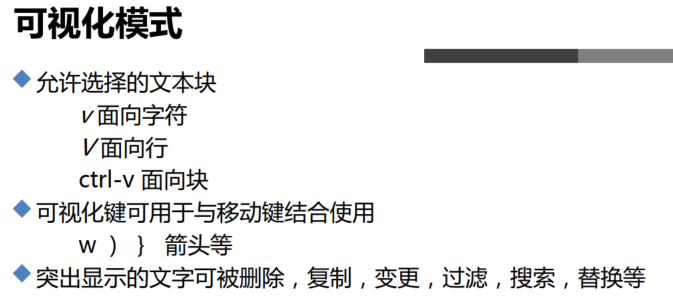 可视化模式
允许选择的文本块
v 面向字符
V 面向行
ctrl-v 面向块
可视化键可用于与移动键结合使用
w ) } 箭头等
突出显示的文字可被删除，复制，变更，过滤，搜索，替换等